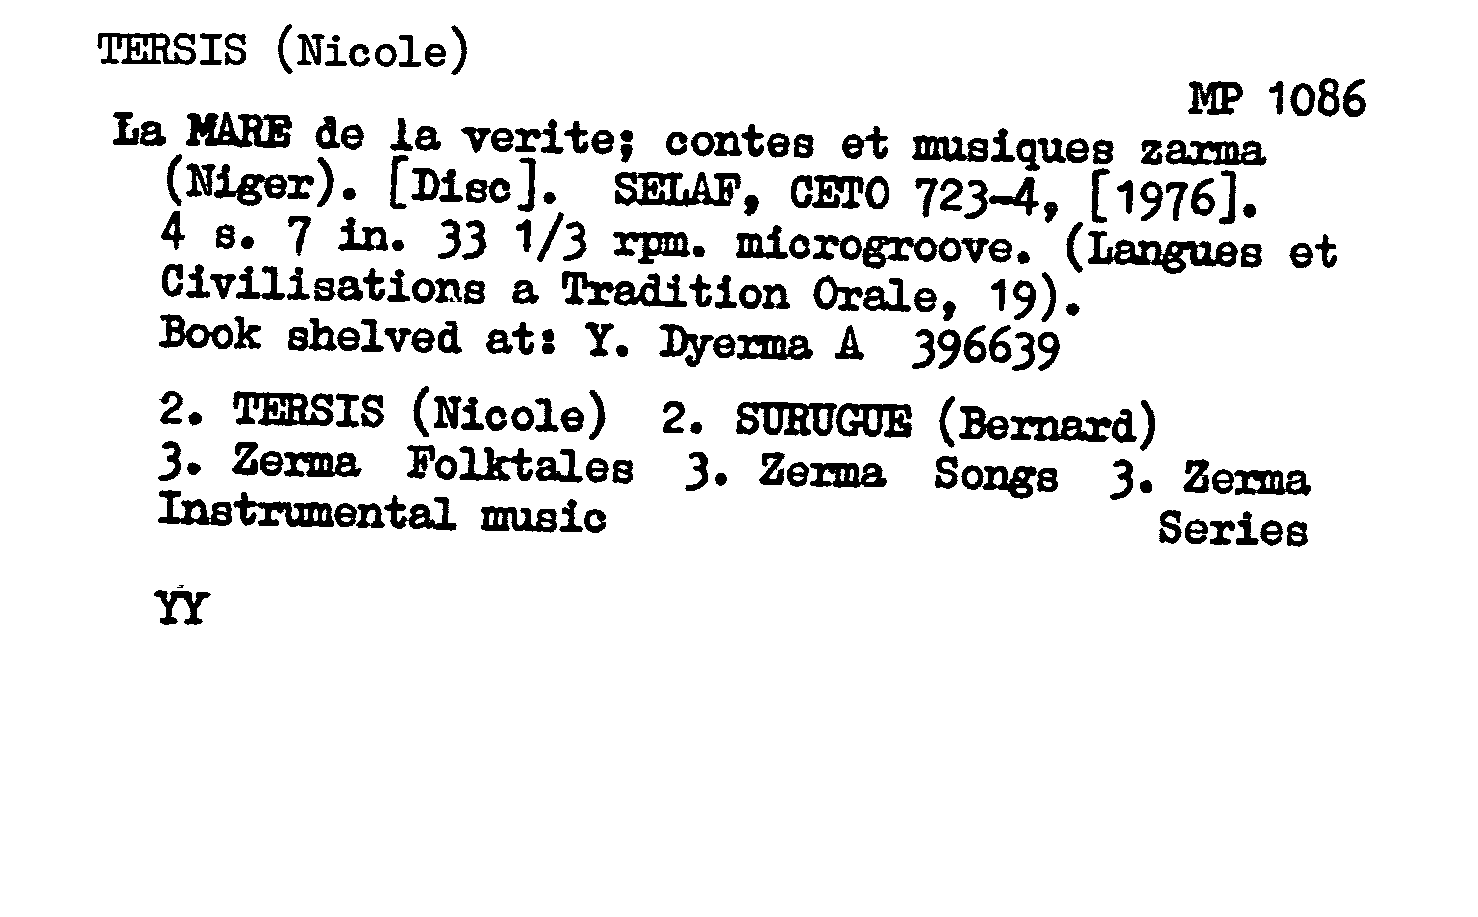 TERSIS (Nicole)
MP 1086
La MARE de la verite; contes et musiques zarma
(Niger). [Disc]. SELAF, CETO 723-4, [1976].
4 s. 7 in. 33 1/3 rpm. microgroove. (Langues et
Civilisations a Tradition Orale, 19).
Book shelved at: Y. Dyerma A 396639
2. TERSIS (Nicole) 2. SURUGUE (Bernard)
3. Zerma Folktales 3. Zerma Songs 3. Zerma
Instrumental music Series
YY